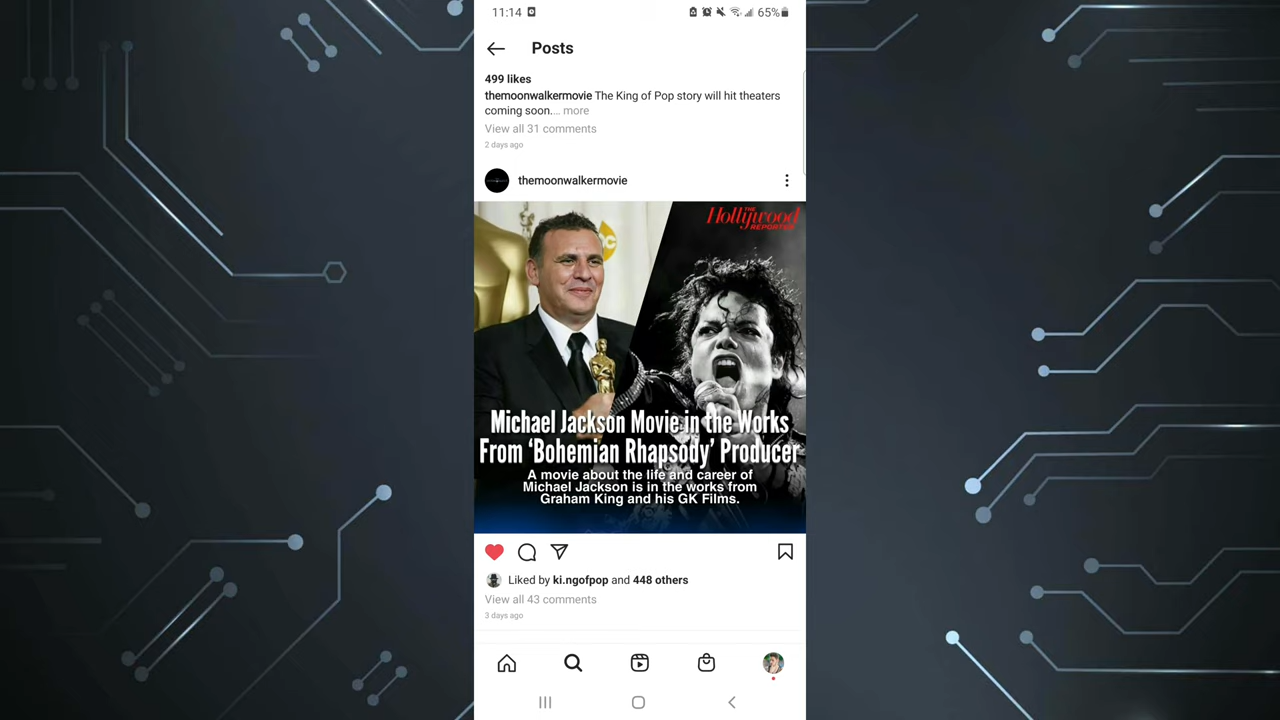 11:14
65%
Posts
499 likes
themoonwalkermovie The King of Pop story will hit theaters
coming soon.... more
View all 31 comments
2 days ago
themoonwalkermovie
THE
Hollywood
REPORTER
Michael Jackson Movie in the Works
From ‘Bohemian Rhapsody’ Producer
A movie about the life and career of
Michael Jackson is in the works from
Graham King and his GK Films.
Liked by ki.ngofpop and 448 others
View all 43 comments
3 days ago